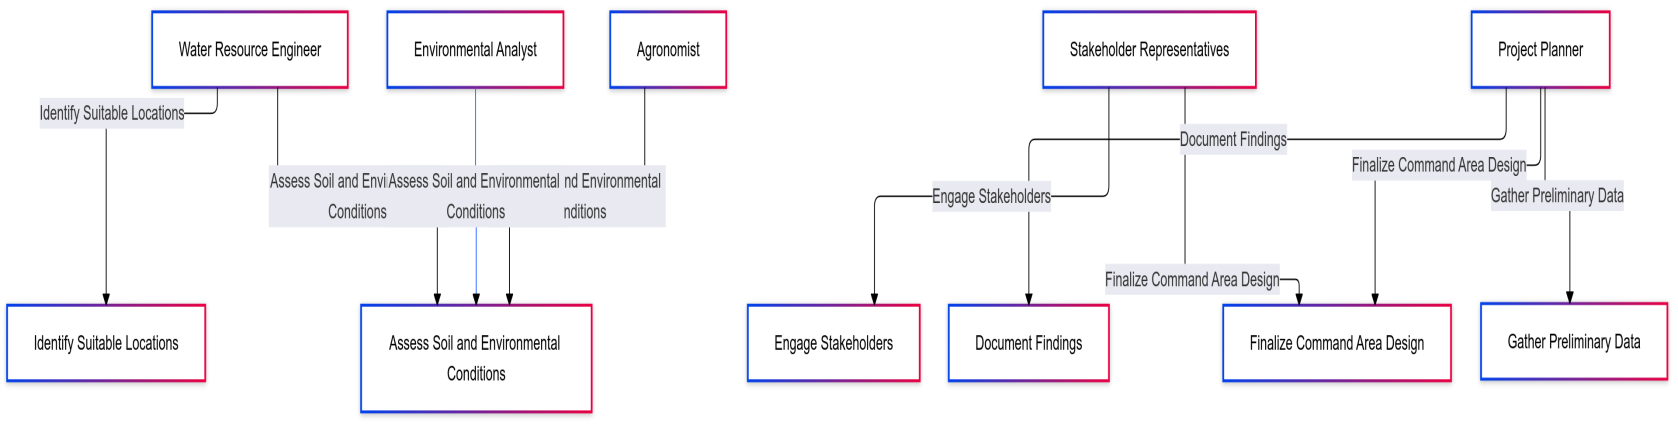 Water Resource Engineer
Environmental Analyst
Agronomist
Stakeholder Representatives
Project Planner
Identify Suitable Locations
Document Findings
Finalize Command Area Design
Assess Soil and Envi
Conditions
Assess Soil and Environmental
Conditions
nd Environmental
nditions
Engage Stakeholders
Gather Preliminary Data
Finalize Command Area Design
Identify Suitable Locations
Assess Soil and Environmental
Conditions
Engage Stakeholders
Document Findings
Finalize Command Area Design
Gather Preliminary Data